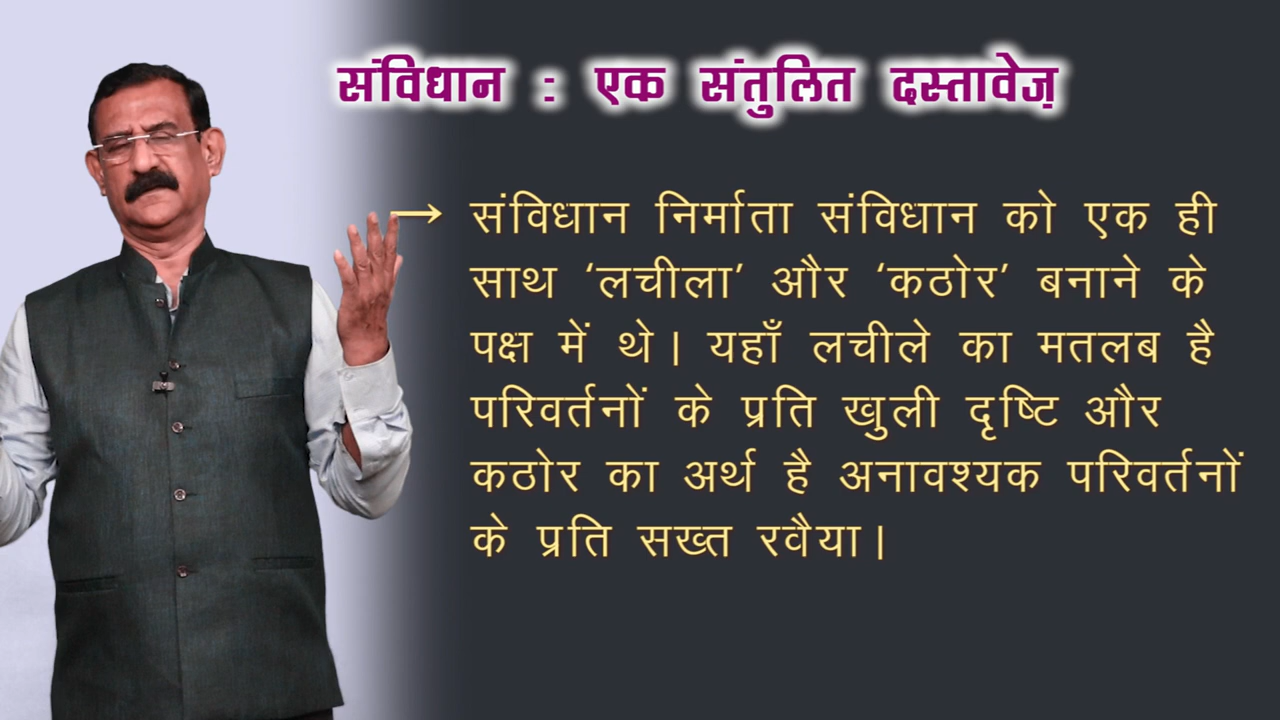 संविधान : एक संतुलित दस्तावेज़
→ संविधान निर्माता संविधान को एक ही
साथ ‘लचीला’ और ‘कठोर’ बनाने के
पक्ष में थे। यहाँ लचीले का मतलब है
परिवर्तनों के प्रति खुली दृष्टि और
कठोर का अर्थ है अनावश्यक परिवर्तनों
के प्रति सख्त रवैया।